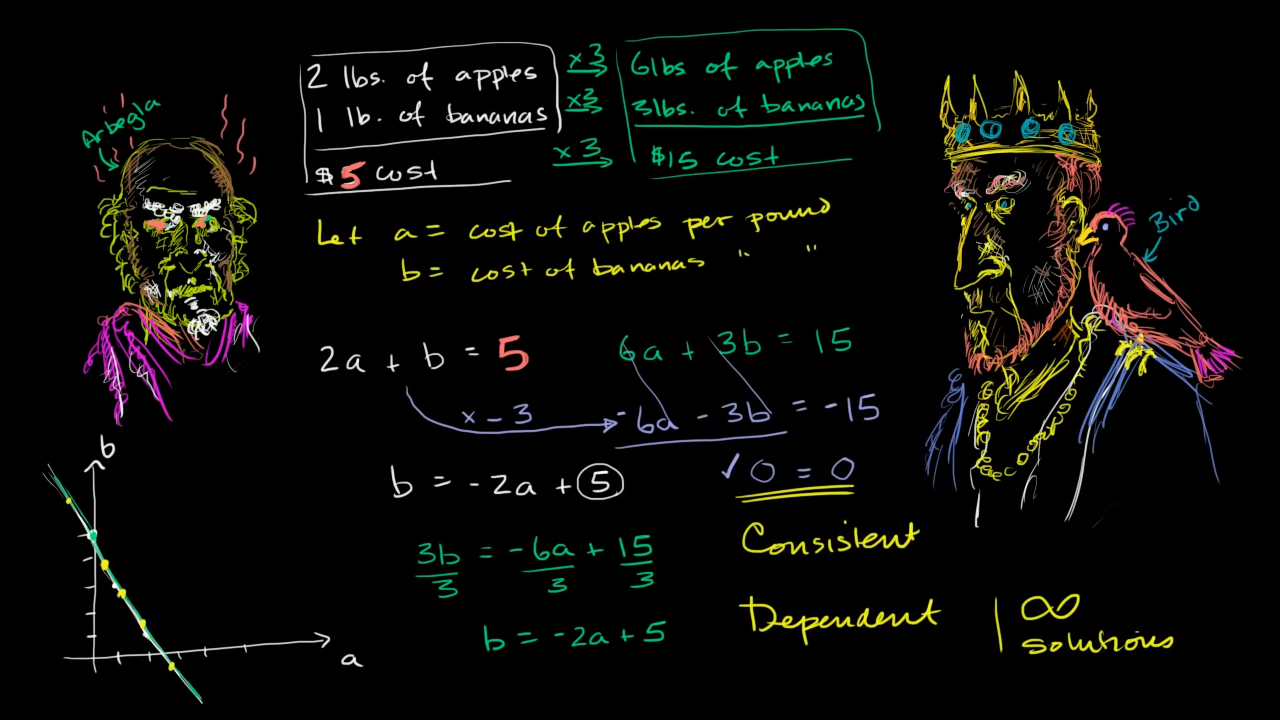 Arbegla
2 lbs. of apples
1 lb. of bananas
$5 cost
x3
x3
x3
6lbs of apples
3lbs. of bananas
$15 cost
Bird
Let a = cost of apples per pound
b = cost of bananas " "
2a + b = 5
6a + 3b = 15
x - 3
-6a - 3b = -15
✓ 0 = 0
b = -2a + 5
3b/3 = -6a/3 + 15/3
b = -2a + 5
Consistent
Dependent | ∞ solutions
b
a